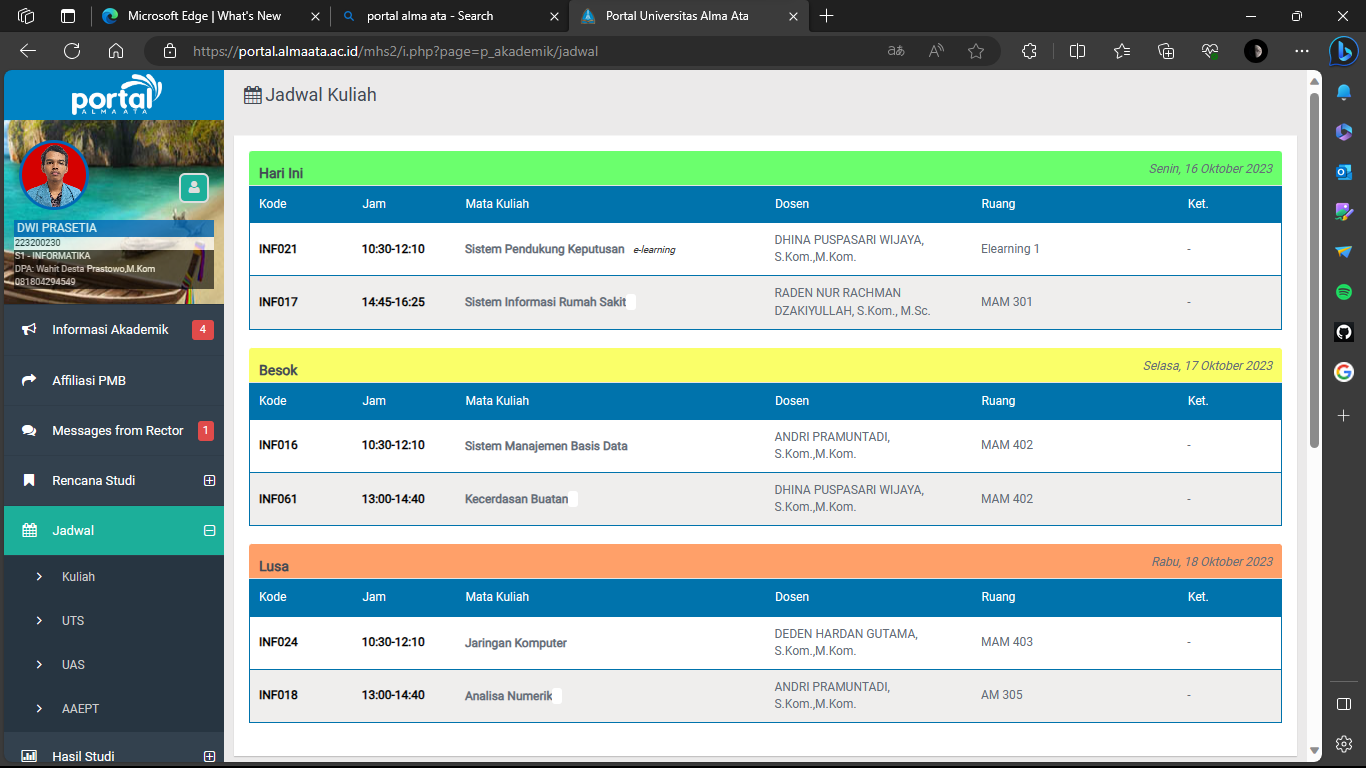 Microsoft Edge | What's New
portal alma ata - Search
Portal Universitas Alma Ata
https://portal.almaata.ac.id/mhs2/i.php?page=p_akademik/jadwal
portal
ALMAATA
DWI PRASETIA
223200230
S1 - INFORMATIKA
DPA: Wahit Desta Prastowo,M.Kom
081804294549
Informasi Akademik 4
Affiliasi PMB
Messages from Rector 1
Rencana Studi
Jadwal
Kuliah
UTS
UAS
AAEPT
Hasil Studi
Jadwal Kuliah
Hari Ini Senin, 16 Oktober 2023
Kode Jam Mata Kuliah Dosen Ruang Ket.
INF021 10:30-12:10 Sistem Pendukung Keputusan e-learning DHINA PUSPASARI WIJAYA, Elearning 1 -
S.Kom.,M.Kom.
INF017 14:45-16:25 Sistem Informasi Rumah Sakit RADEN NUR RACHMAN MAM 301 -
DZAKIYULLAH, S.Kom., M.Sc.
Besok Selasa, 17 Oktober 2023
Kode Jam Mata Kuliah Dosen Ruang Ket.
INF016 10:30-12:10 Sistem Manajemen Basis Data ANDRI PRAMUNTADI, MAM 402 -
S.Kom.,M.Kom.
INF061 13:00-14:40 Kecerdasan Buatan DHINA PUSPASARI WIJAYA, MAM 402 -
S.Kom.,M.Kom.
Lusa Rabu, 18 Oktober 2023
Kode Jam Mata Kuliah Dosen Ruang Ket.
INF024 10:30-12:10 Jaringan Komputer DEDEN HARDAN GUTAMA, MAM 403 -
S.Kom.,M.Kom.
INF018 13:00-14:40 Analisa Numerik ANDRI PRAMUNTADI, AM 305 -
S.Kom.,M.Kom.